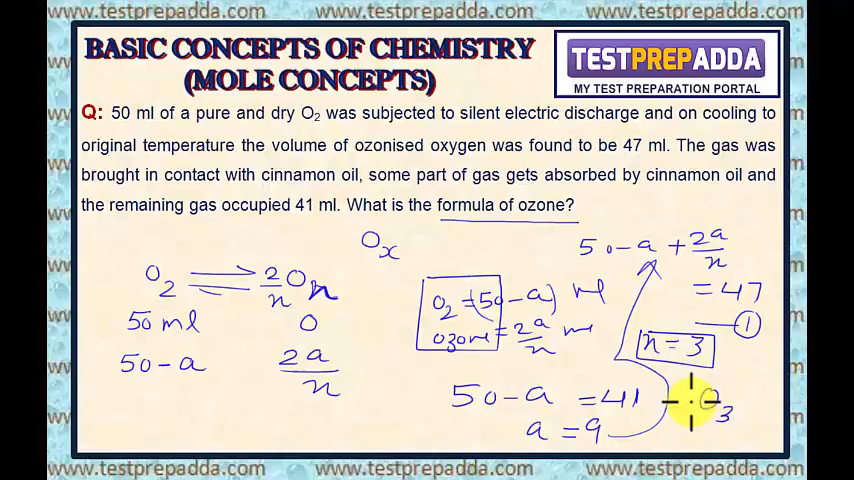 www.testprepadda.com www.testprepadda.com www.testprepadda.com
BASIC CONCEPTS OF CHEMISTRY
(MOLE CONCEPTS)
TESTPREPADDA
MY TEST PREPARATION PORTAL
Q: 50 ml of a pure and dry O₂ was subjected to silent electric discharge and on cooling to
original temperature the volume of ozonised oxygen was found to be 47 ml. The gas was
brought in contact with cinnamon oil, some part of gas gets absorbed by cinnamon oil and
the remaining gas occupied 41 ml. What is the formula of ozone?
Oₓ
50-a + 2a/n
= 47
①
O₂ ⇌ 2/n Oₙ
50 ml 0
50-a 2a/n
O₂ = (50-a) ml
ozone = 2a/n ml
n = 3
50-a = 41
O₃
a = 9
www.testprepadda.com www.testprepadda.com www.testprepadda.com